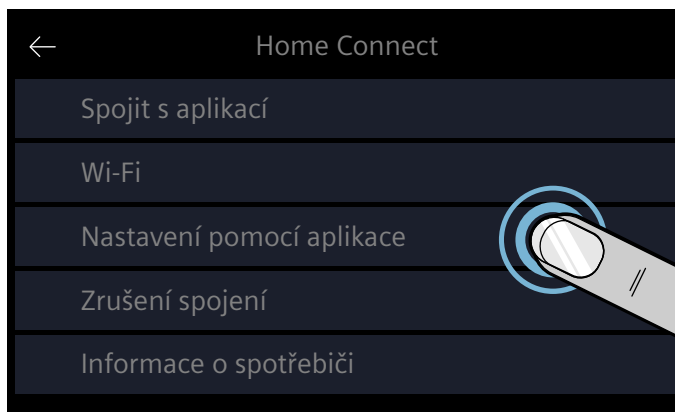 Home Connect
Spojit s aplikací
Wi-Fi
Nastavení pomocí aplikace
Zrušení spojení
Informace o spotřebiči